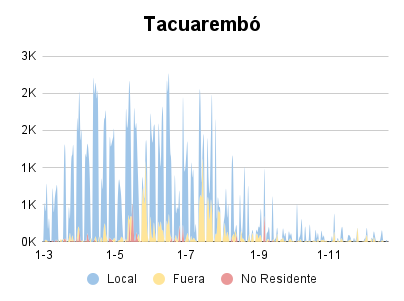 Tacuarembó
3K
2K
2K
1K
1K
0K
1-3 1-5 1-7 1-9 1-11
Local Fuera No Residente